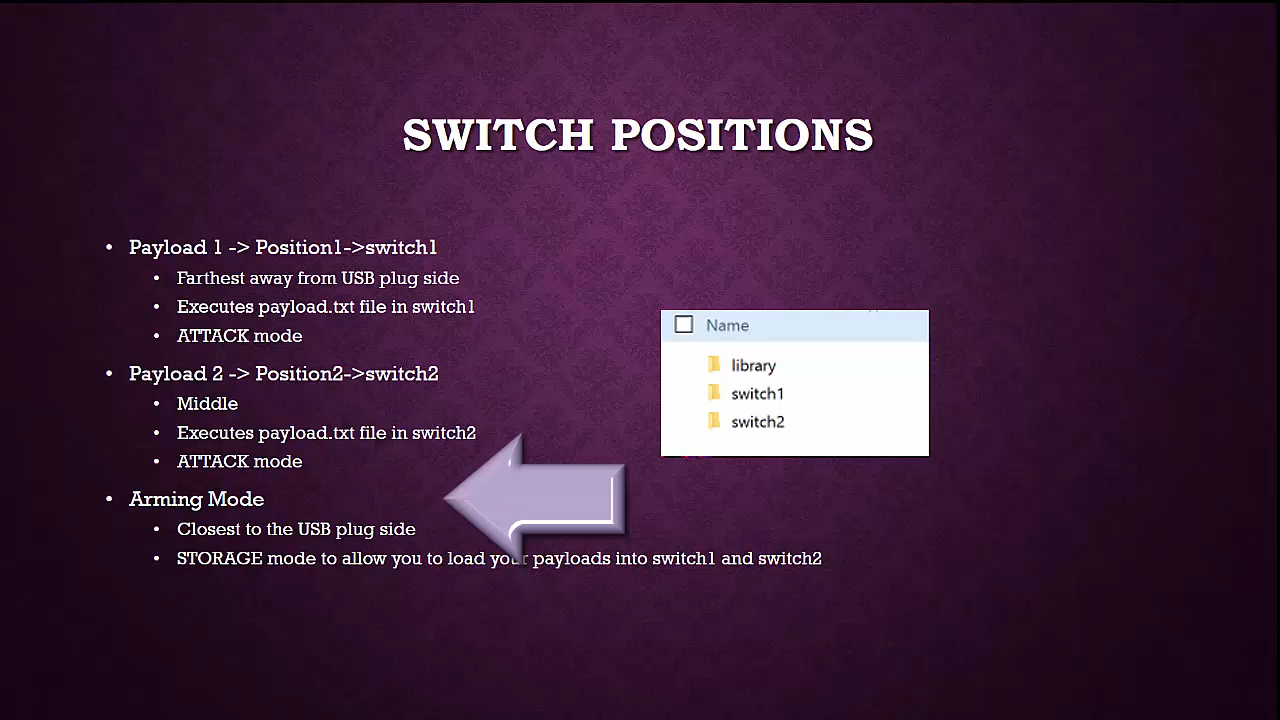 SWITCH POSITIONS
• Payload 1 -> Position1->switch1
• Farthest away from USB plug side
• Executes payload.txt file in switch1
• ATTACK mode
• Payload 2 -> Position2->switch2
• Middle
• Executes payload.txt file in switch2
• ATTACK mode
• Arming Mode
• Closest to the USB plug side
• STORAGE mode to allow you to load your payloads into switch1 and switch2
Name
library
switch1
switch2